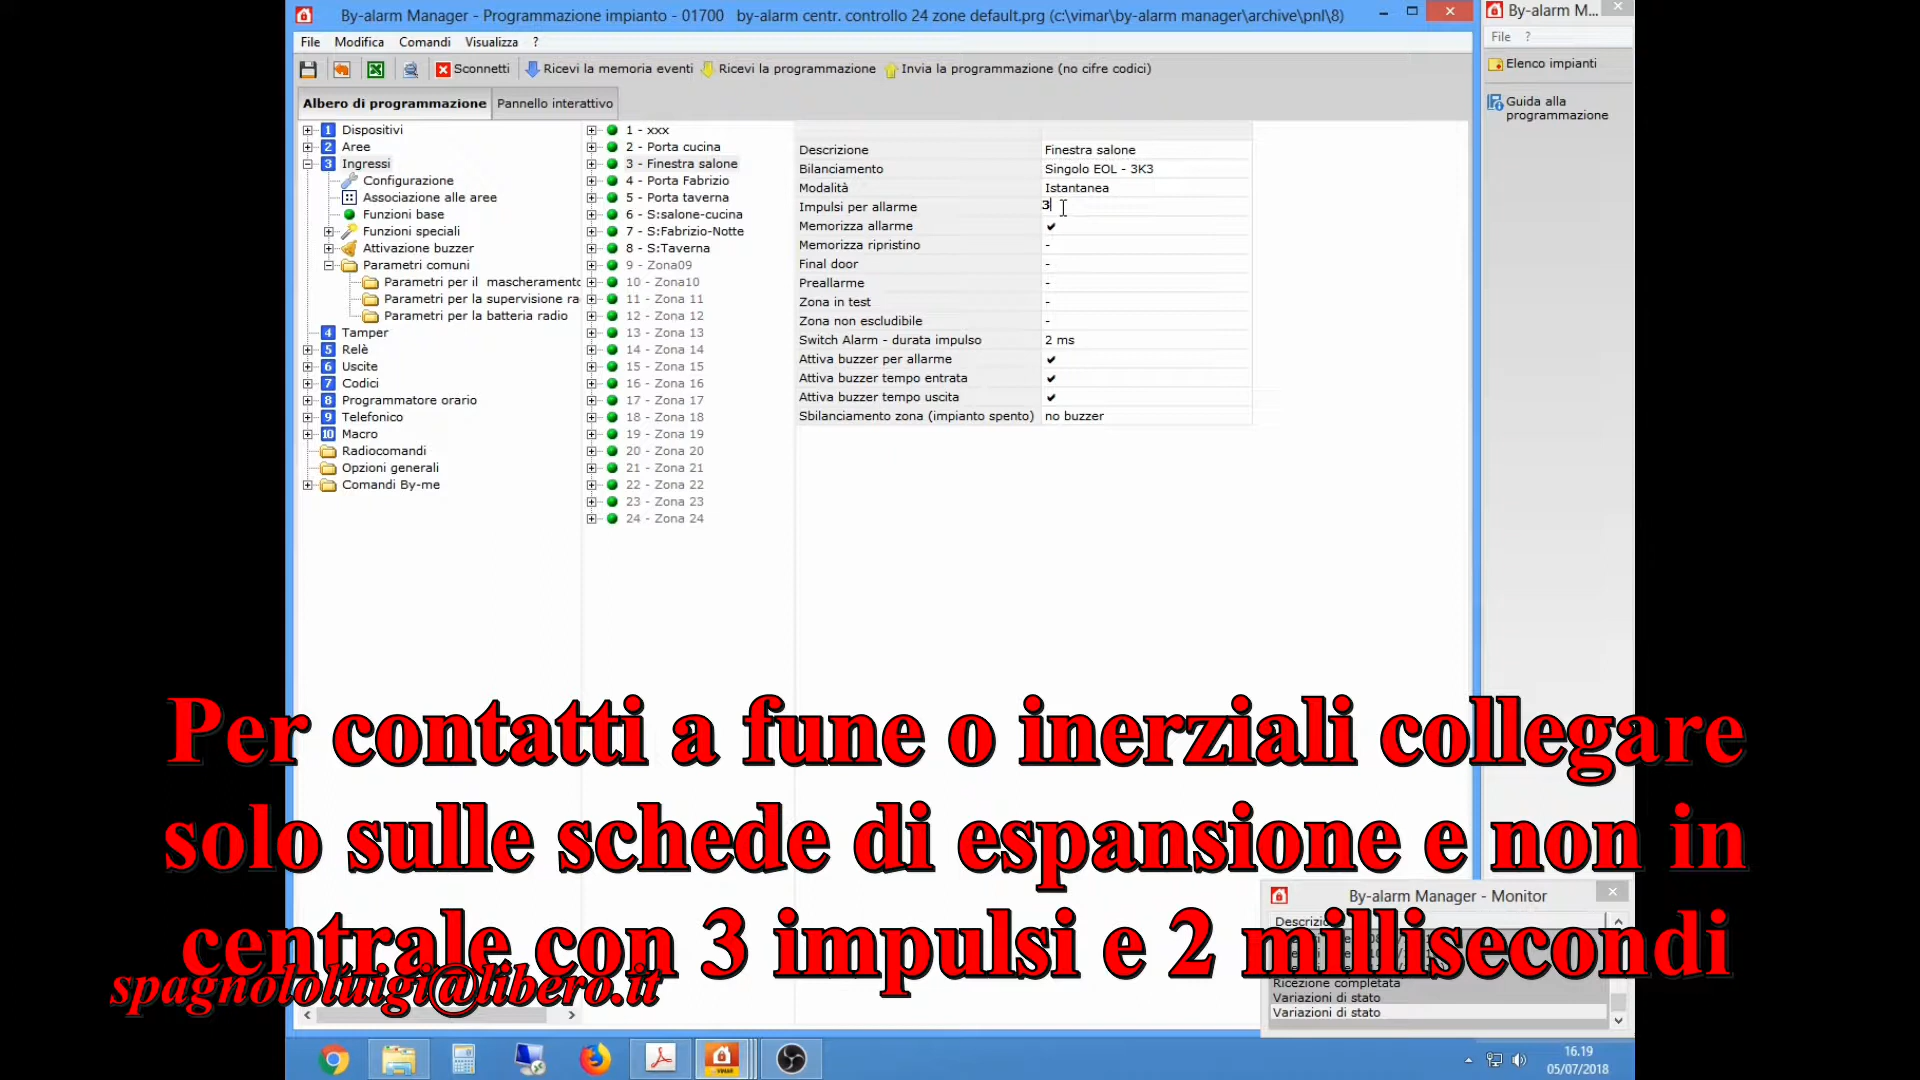 By-alarm Manager - Programmazione impianto - 01700   by-alarm centr. controllo 24 zone default.prg (c:\vimar\by-alarm manager\archive\pnl\8)
By-alarm M...
File   Modifica   Comandi   Visualizza   ?
File   ?
Sconnetti   Ricevi la memoria eventi   Ricevi la programmazione   Invia la programmazione (no cifre codici)
Elenco impianti
Guida alla
programmazione
Albero di programmazione   Pannello interattivo
1 Dispositivi
2 Aree
3 Ingressi
Configurazione
Associazione alle aree
Funzioni base
Funzioni speciali
Attivazione buzzer
Parametri comuni
Parametri per il mascheramento
Parametri per la supervisione ra
Parametri per la batteria radio
4 Tamper
5 Relè
6 Uscite
7 Codici
8 Programmatore orario
9 Telefonico
10 Macro
Radiocomandi
Opzioni generali
Comandi By-me
1 - xxx
2 - Porta cucina
3 - Finestra salone
4 - Porta Fabrizio
5 - Porta taverna
6 - S:salone-cucina
7 - S:Fabrizio-Notte
8 - S:Taverna
9 - Zona09
10 - Zona10
11 - Zona 11
12 - Zona 12
13 - Zona 13
14 - Zona 14
15 - Zona 15
16 - Zona 16
17 - Zona 17
18 - Zona 18
19 - Zona 19
20 - Zona 20
21 - Zona 21
22 - Zona 22
23 - Zona 23
24 - Zona 24
Descrizione   Finestra salone
Bilanciamento   Singolo EOL - 3K3
Modalità   Istantanea
Impulsi per allarme   3
Memorizza allarme   ✔
Memorizza ripristino   -
Final door   -
Preallarme   -
Zona in test   -
Zona non escludibile   -
Switch Alarm - durata impulso   2 ms
Attiva buzzer per allarme   ✔
Attiva buzzer tempo entrata   ✔
Attiva buzzer tempo uscita   ✔
Sbilanciamento zona (impianto spento)   no buzzer
Per contatti a fune o inerziali collegare
solo sulle schede di espansione e non in
centrale con 3 impulsi e 2 millisecondi
spagnololuigi@libero.it
By-alarm Manager - Monitor
Ricezione completata
Variazioni di stato
Variazioni di stato
VIMAR
16.19
05/07/2018